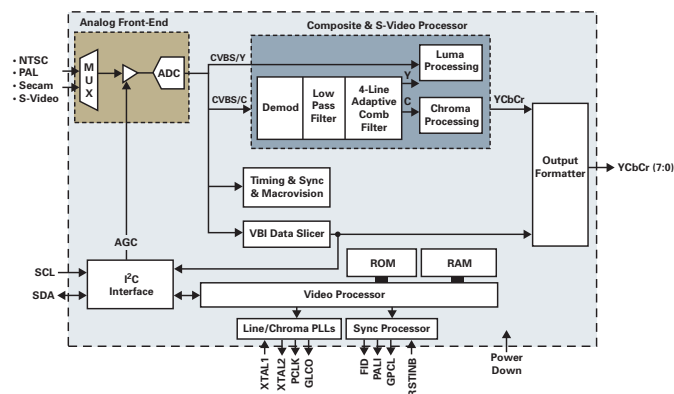 Analog Front-End
Composite & S-Video Processor
• NTSC
• PAL
• Secam
• S-Video
M
U
X
ADC
CVBS/Y
CVBS/C
Demod
Low
Pass
Filter
4-Line
Adaptive
Comb
Filter
Y
C
Luma
Processing
Chroma
Processing
YCbCr
Output
Formatter
YCbCr (7:0)
Timing & Sync
& Macrovision
VBI Data Slicer
AGC
SCL
SDA
I²C
Interface
ROM
RAM
Video Processor
Line/Chroma PLLs
Sync Processor
XTAL1
XTAL2
PCLK
GLCO
FID
PALI
GPCL
RSTINB
Power
Down